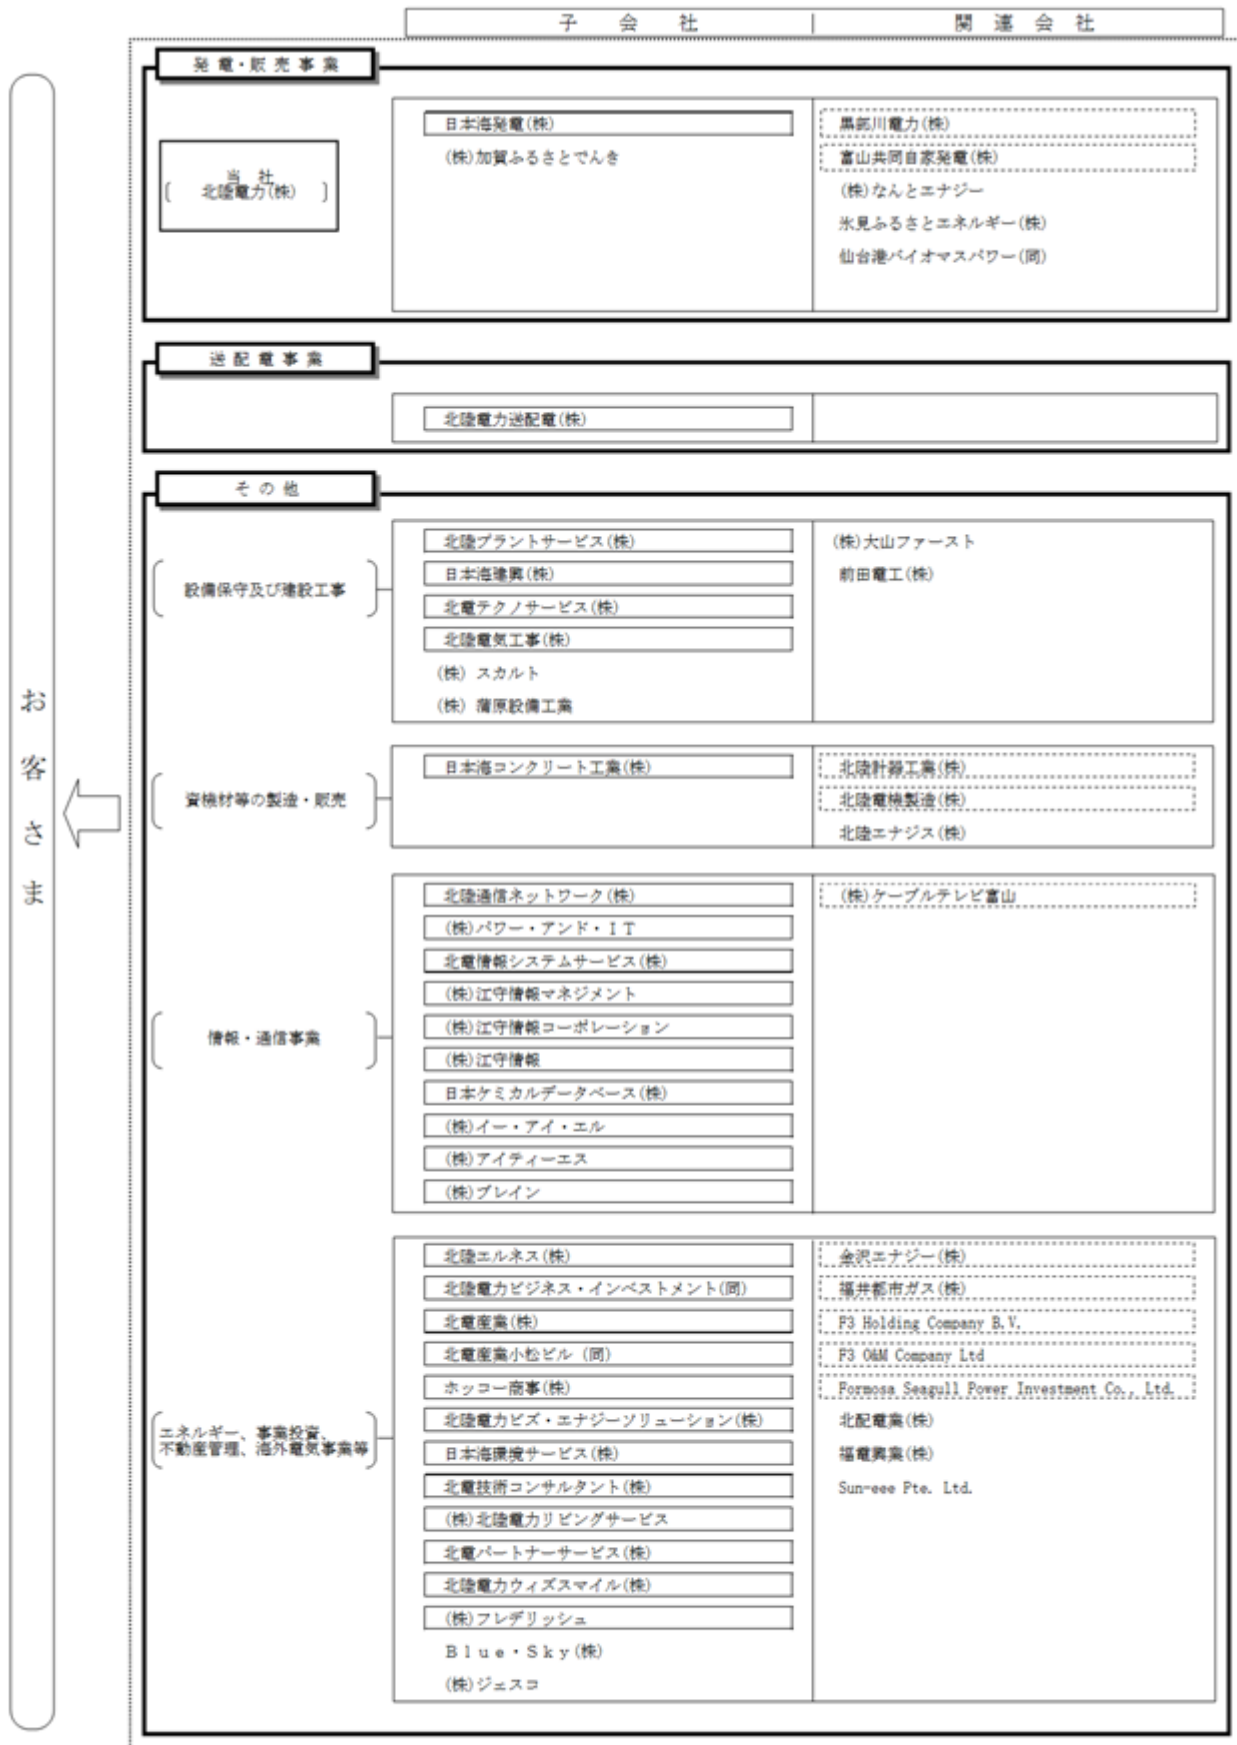 子会社
関連会社
発電・販売事業
当社
北陸電力(株)
日本海発電(株)
(株)加賀ふるさとでんき
黒部川電力(株)
富山共同自家発電(株)
(株)なんとエナジー
氷見ふるさとエネルギー(株)
仙台港バイオマスパワー(同)
送配電事業
北陸電力送配電(株)
その他
設備保守及び建設工事
北陸プラントサービス(株)
日本海建興(株)
北電テクノサービス(株)
北陸電気工事(株)
(株) スカルト
(株) 蒲原設備工業
(株)大山ファースト
前田電工(株)
資機材等の製造・販売
日本海コンクリート工業(株)
北陸計器工業(株)
北陸電機製造(株)
北陸エナジス(株)
情報・通信事業
北陸通信ネットワーク(株)
(株)パワー・アンド・IT
北電情報システムサービス(株)
(株)江守情報マネジメント
(株)江守情報コーポレーション
(株)江守情報
日本ケミカルデータベース(株)
(株)イー・アイ・エル
(株)アイティーエス
(株)ブレイン
(株)ケーブルテレビ富山
エネルギー、事業投資、
不動産管理、海外電気事業等
北陸エルネス(株)
北陸電力ビジネス・インベストメント(同)
北電産業(株)
北電産業小松ビル (同)
ホッコー商事(株)
北陸電力ビズ・エナジーソリューション(株)
日本海環境サービス(株)
北電技術コンサルタント(株)
(株)北陸電力リビングサービス
北電パートナーサービス(株)
北陸電力ウィズスマイル(株)
(株)フレデリッシュ
Blue・Sky(株)
(株)ジェスコ
金沢エナジー(株)
福井都市ガス(株)
F3 Holding Company B.V.
F3 O&M Company Ltd
Formosa Seagull Power Investment Co., Ltd.
北配電業(株)
福電興業(株)
Sun-eee Pte. Ltd.
お客さま